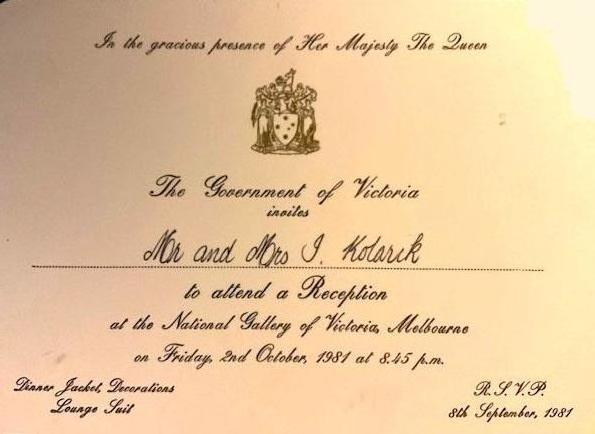 In the gracious presence of Her Majesty The Queen
The Government of Victoria
invites
Mr and Mrs I. Kolarik
to attend a Reception
at the National Gallery of Victoria, Melbourne
on Friday, 2nd October, 1981 at 8.45 p.m.
Dinner Jacket, Decorations
Lounge Suit
R.S.V.P.
8th September, 1981